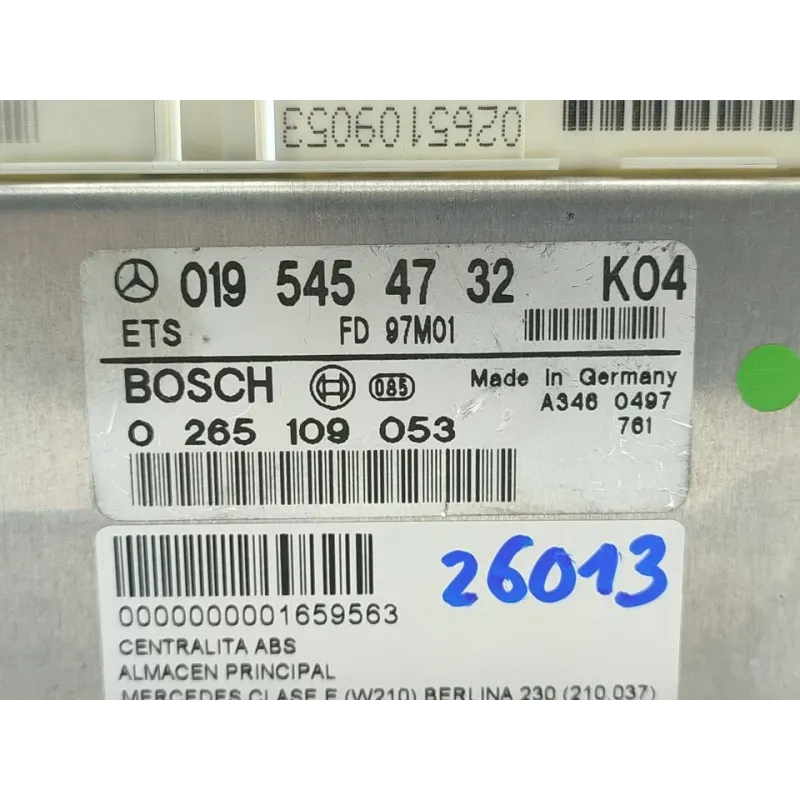 0265109053
019 545 47 32 K04
ETS FD 97M01
BOSCH 085 Made in Germany
A346 0497
0 265 109 053 761
26013
0000000001659563
CENTRALITA ABS
ALMACEN PRINCIPAL
MERCEDES CLASE E (W210) BERLINA 230 (210.037)